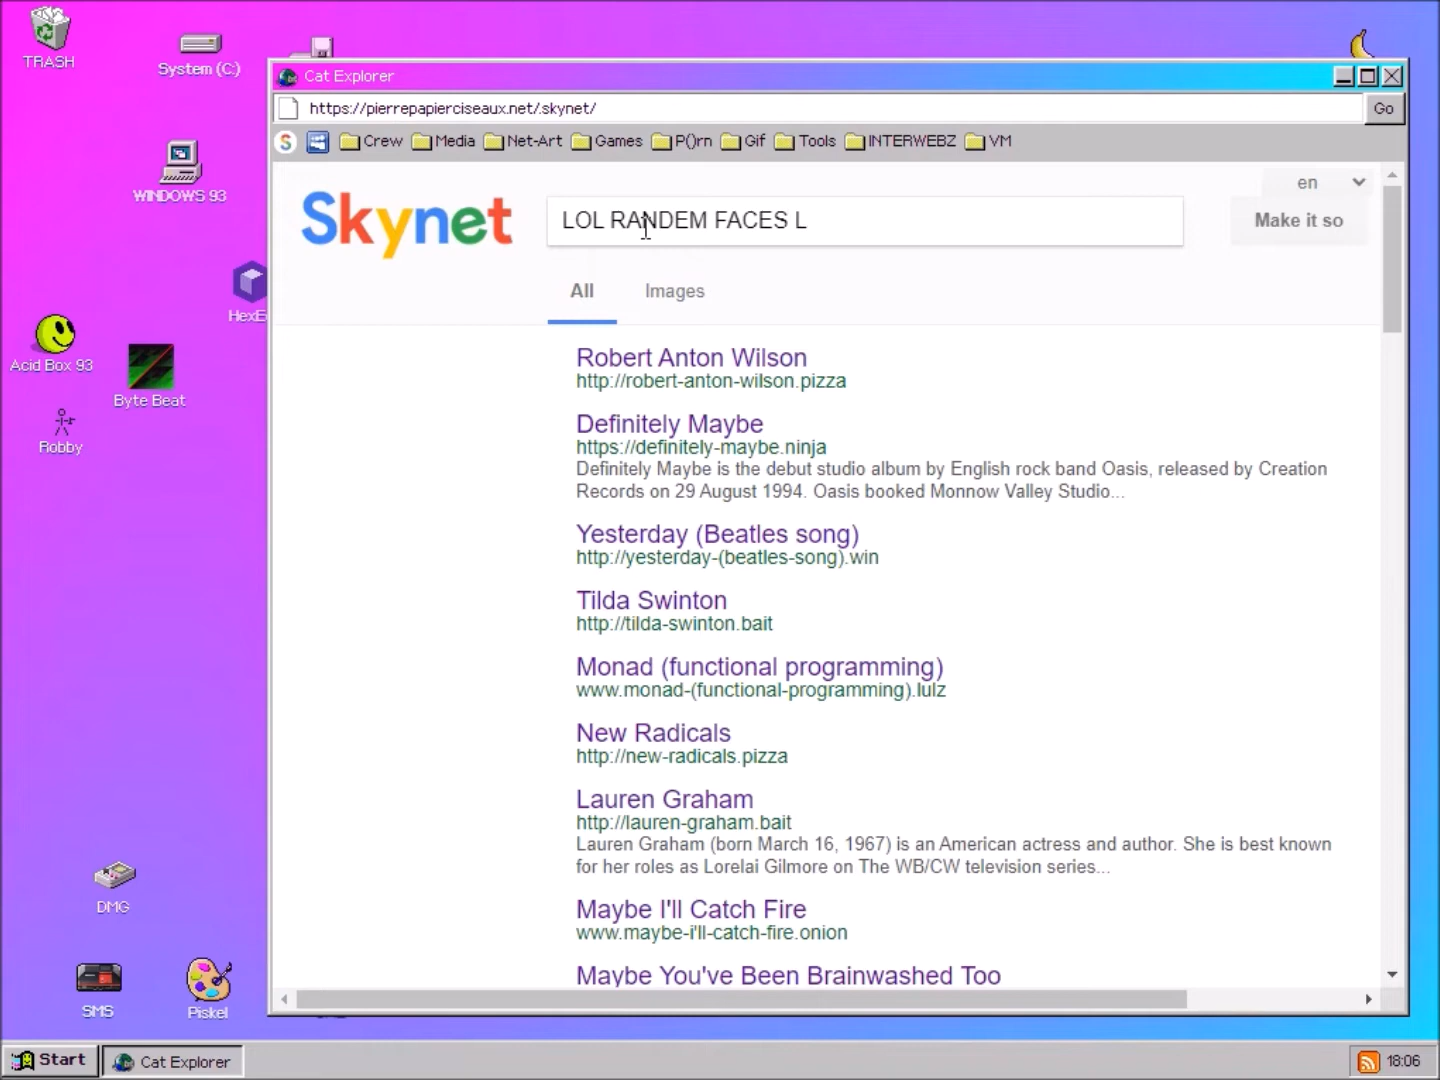 TRASH
System (C:)
Cat Explorer
https://pierrepapierciseaux.net/.skynet/
Go
S Crew Media Net-Art Games P()rn Gif Tools INTERWEBZ VM
en
Skynet
LOL RANDEM FACES L
Make it so
All Images
WINDOWS 93
Acid Box 93
Byte Beat
Robby
Robert Anton Wilson
http://robert-anton-wilson.pizza
Definitely Maybe
https://definitely-maybe.ninja
Definitely Maybe is the debut studio album by English rock band Oasis, released by Creation
Records on 29 August 1994. Oasis booked Monnow Valley Studio...
Yesterday (Beatles song)
http://yesterday-(beatles-song).win
Tilda Swinton
http://tilda-swinton.bait
Monad (functional programming)
www.monad-(functional-programming).lulz
New Radicals
http://new-radicals.pizza
Lauren Graham
http://lauren-graham.bait
Lauren Graham (born March 16, 1967) is an American actress and author. She is best known
for her roles as Lorelai Gilmore on The WB/CW television series...
Maybe I'll Catch Fire
www.maybe-i'll-catch-fire.onion
Maybe You've Been Brainwashed Too
DMG
SMS
Piskel
Start
Cat Explorer
18:06